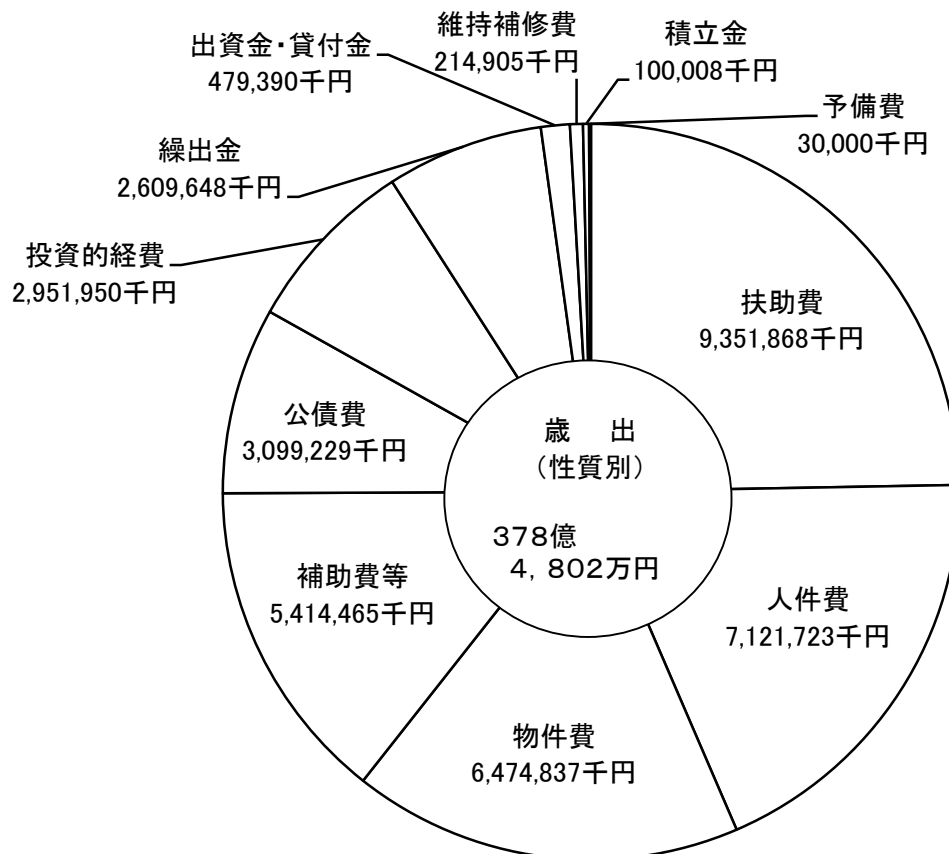 維持補修費
214,905千円
積立金
100,008千円
出資金・貸付金
479,390千円
予備費
30,000千円
繰出金
2,609,648千円
投資的経費
2,951,950千円
扶助費
9,351,868千円
公債費
3,099,229千円
歳 出
（性質別）
378億
4,802万円
補助費等
5,414,465千円
人件費
7,121,723千円
物件費
6,474,837千円